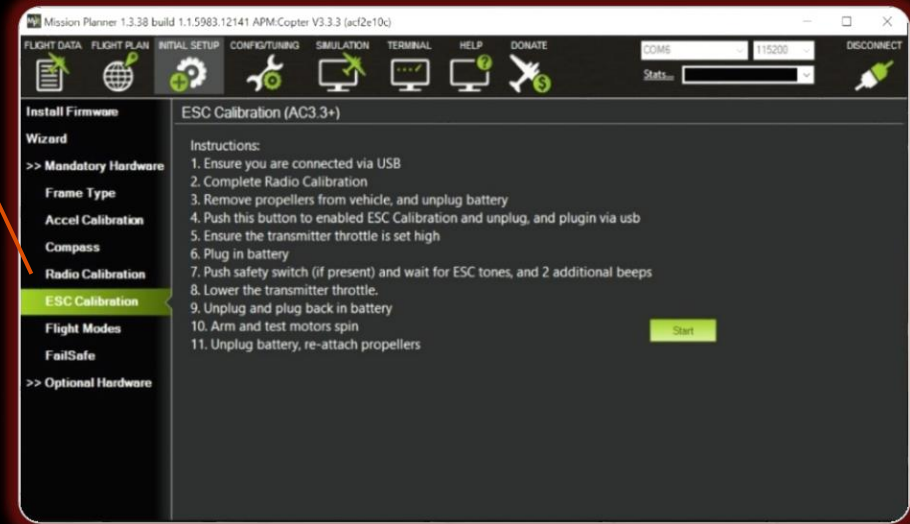 Mission Planner 1.3.38 build 1.1.5983.12141 APM:Copter V3.3.3 (acf2e10c)
FLIGHT DATA FLIGHT PLAN INITIAL SETUP CONFIG/TUNING SIMULATION TERMINAL HELP DONATE
COM6 115200 DISCONNECT
Stats...
Install Firmware
Wizard
>> Mandatory Hardware
Frame Type
Accel Calibration
Compass
Radio Calibration
ESC Calibration
Flight Modes
FailSafe
>> Optional Hardware
ESC Calibration (AC3.3+)
Instructions:
1. Ensure you are connected via USB
2. Complete Radio Calibration
3. Remove propellers from vehicle, and unplug battery
4. Push this button to enabled ESC Calibration and unplug, and plugin via usb
5. Ensure the transmitter throttle is set high
6. Plug in battery
7. Push safety switch (if present) and wait for ESC tones, and 2 additional beeps
8. Lower the transmitter throttle.
9. Unplug and plug back in battery
10. Arm and test motors spin
11. Unplug battery, re-attach propellers
Start